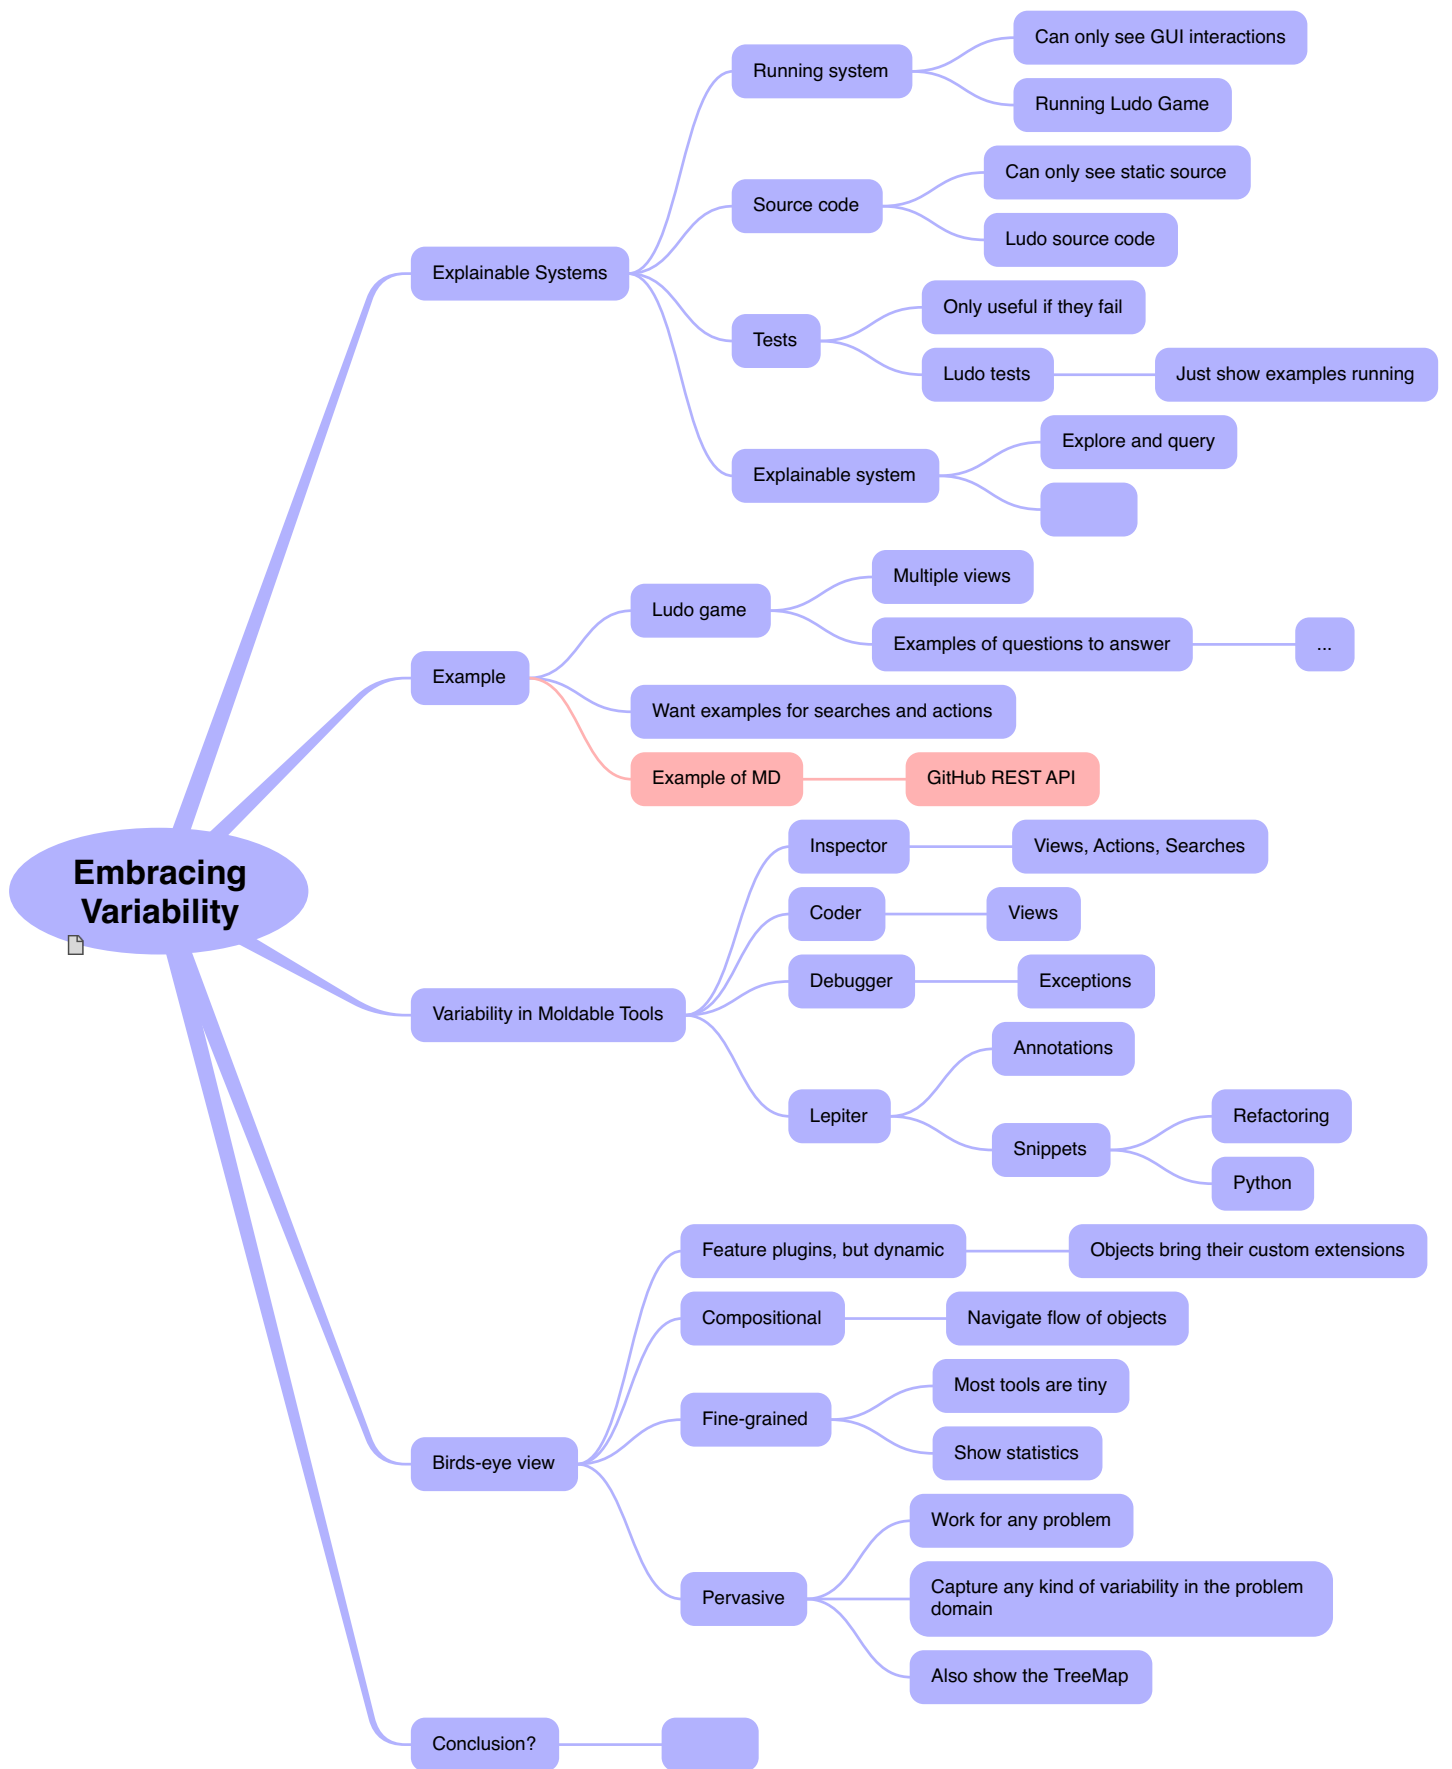 Can only see GUI interactions
Running system
Running Ludo Game
Can only see static source
Source code
Ludo source code
Explainable Systems
Only useful if they fail
Tests
Ludo tests
Just show examples running
Explore and query
Explainable system
Multiple views
Ludo game
Examples of questions to answer
...
Example
Want examples for searches and actions
Example of MD
GitHub REST API
Embracing
Variability
Inspector
Views, Actions, Searches
Coder
Views
Debugger
Exceptions
Variability in Moldable Tools
Annotations
Lepiter
Refactoring
Snippets
Python
Feature plugins, but dynamic
Objects bring their custom extensions
Compositional
Navigate flow of objects
Most tools are tiny
Fine-grained
Show statistics
Birds-eye view
Work for any problem
Pervasive
Capture any kind of variability in the problem
domain
Also show the TreeMap
Conclusion?